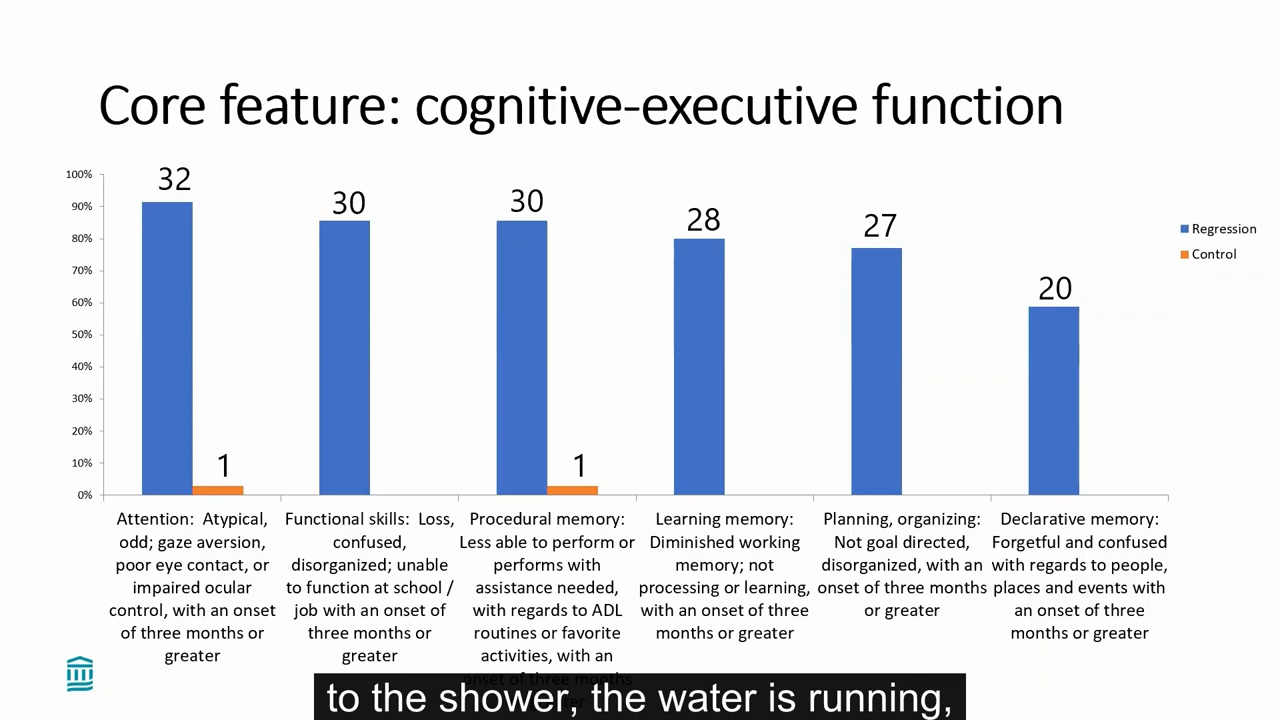 Core feature: cognitive-executive function
100%
90%
80%
70%
60%
50%
40%
30%
20%
10%
0%
32
1
30
30
1
28
27
20
Regression
Control
Attention: Atypical,
odd; gaze aversion,
poor eye contact, or
impaired ocular
control, with an onset
of three months or
greater
Functional skills: Loss,
confused,
disorganized; unable
to function at school /
job with an onset of
three months or
greater
Procedural memory:
Less able to perform or
performs with
assistance needed,
with regards to ADL
routines or favorite
activities, with an
onset of three months
Learning memory:
Diminished working
memory; not
processing or learning,
with an onset of three
months or greater
Planning, organizing:
Not goal directed,
disorganized, with an
onset of three months
or greater
Declarative memory:
Forgetful and confused
with regards to people,
places and events with
an onset of three
months or greater
to the shower, the water is running,